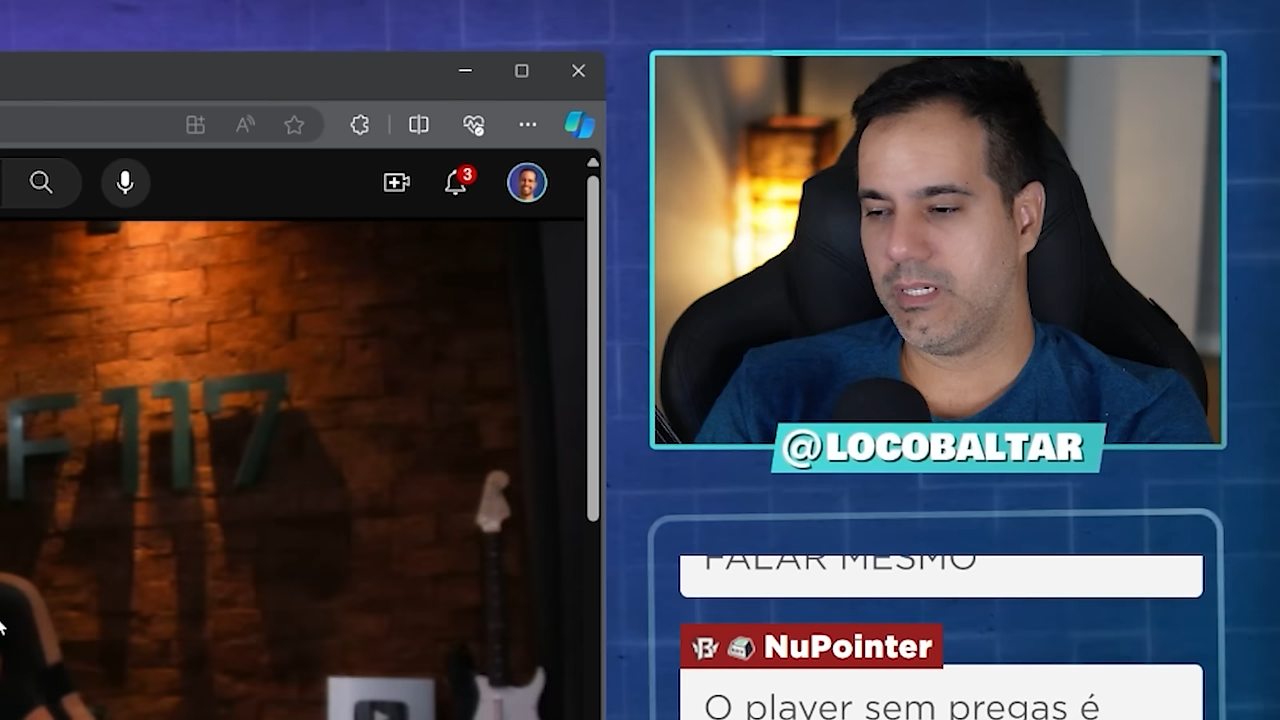 3
F117
@LOCOBALTAR
FALAR MESMO
NuPointer
O player sem pregas é